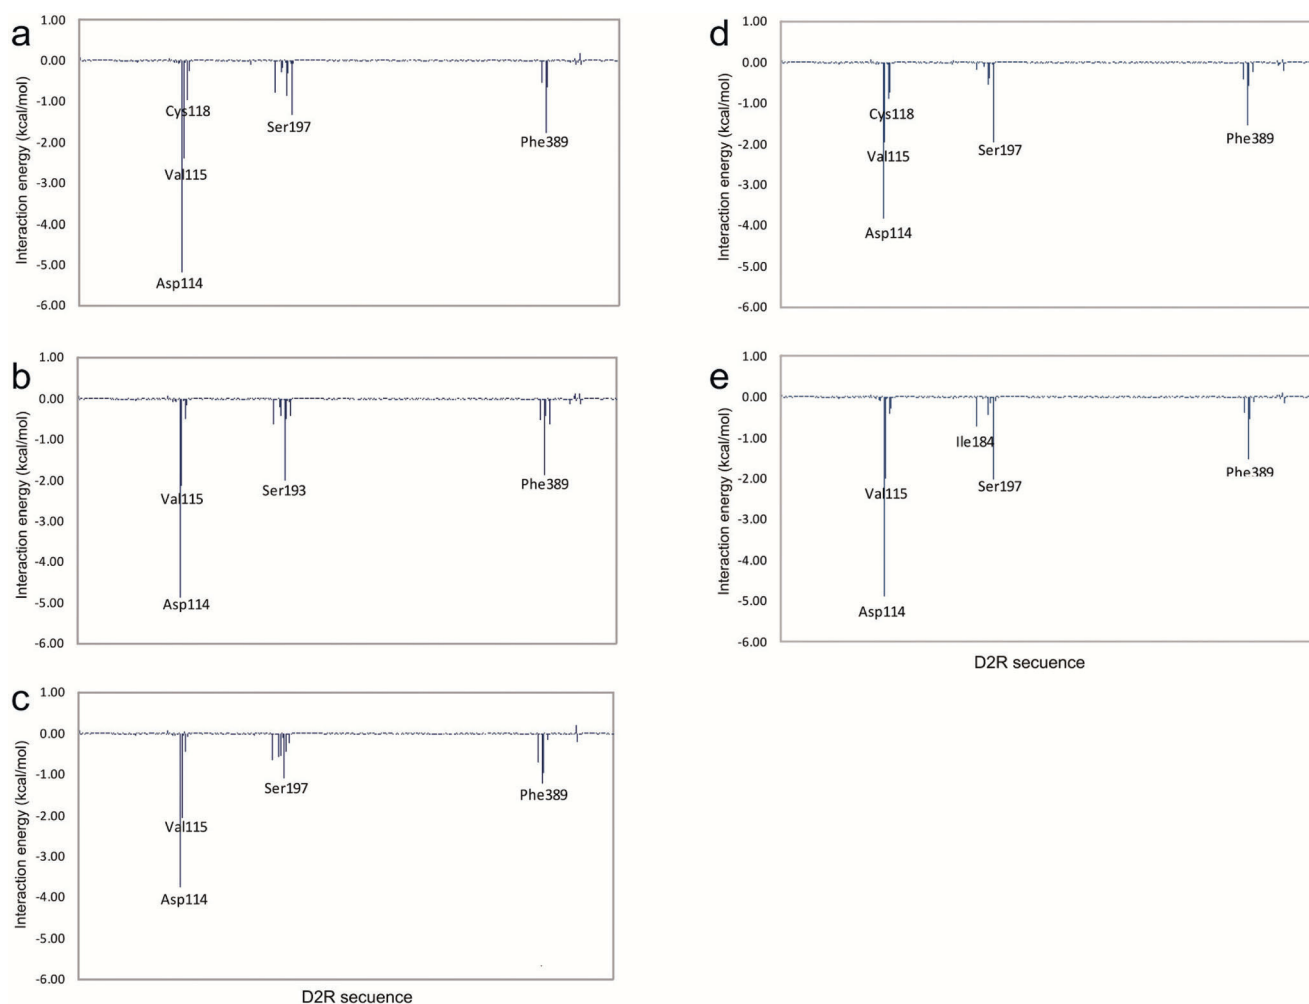 a
Interaction energy (kcal/mol)
1.00
0.00
-1.00
-2.00
-3.00
-4.00
-5.00
-6.00
Cys118
Val115
Asp114
Ser197
Phe389
b
Interaction energy (kcal/mol)
1.00
0.00
-1.00
-2.00
-3.00
-4.00
-5.00
-6.00
Val115
Asp114
Ser193
Phe389
c
Interaction energy (kcal/mol)
1.00
0.00
-1.00
-2.00
-3.00
-4.00
-5.00
-6.00
Val115
Asp114
Ser197
Phe389
D2R secuence
d
Interaction energy (kcal/mol)
1.00
0.00
-1.00
-2.00
-3.00
-4.00
-5.00
-6.00
Cys118
Val115
Asp114
Ser197
Phe389
e
Interaction energy (kcal/mol)
1.00
0.00
-1.00
-2.00
-3.00
-4.00
-5.00
-6.00
Val115
Asp114
Ile184
Ser197
Phe389
D2R secuence